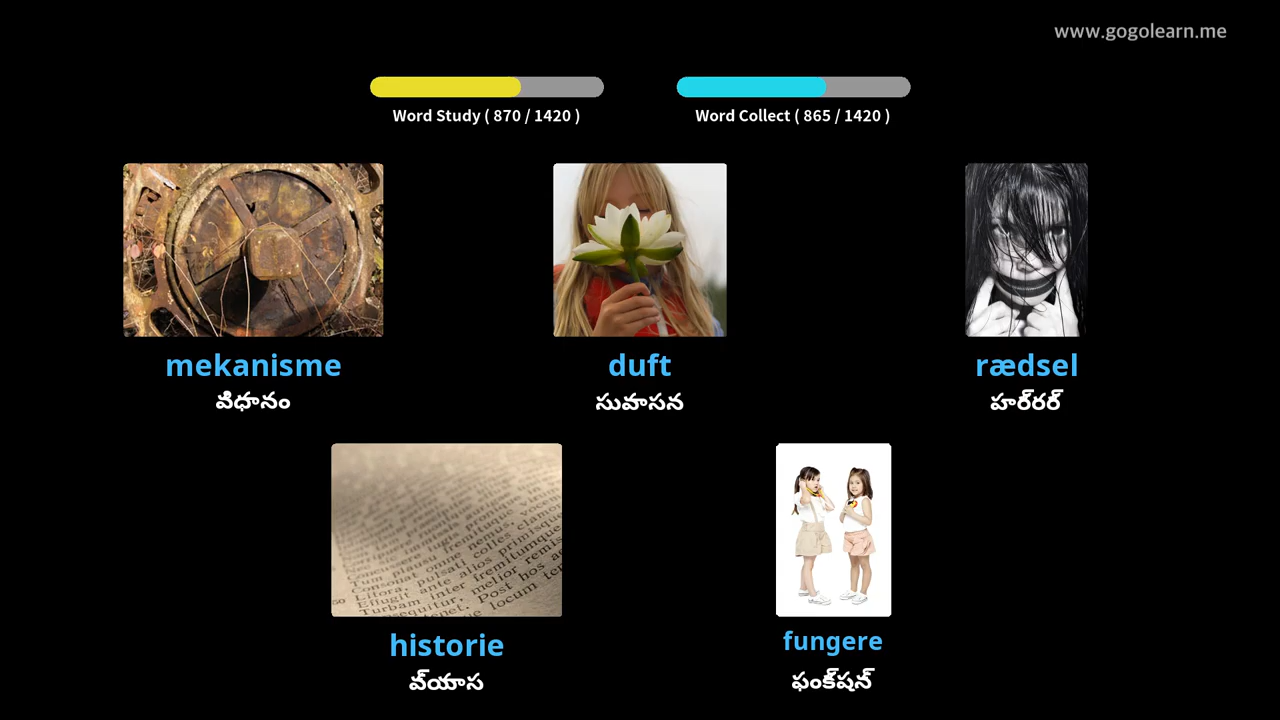 www.gogolearn.me
Word Study ( 870 / 1420 )
Word Collect ( 865 / 1420 )
mekanisme
విధానం
duft
సువాసన
rædsel
హర్రర్
historie
వ్యాస
fungere
ఫంక్షన్